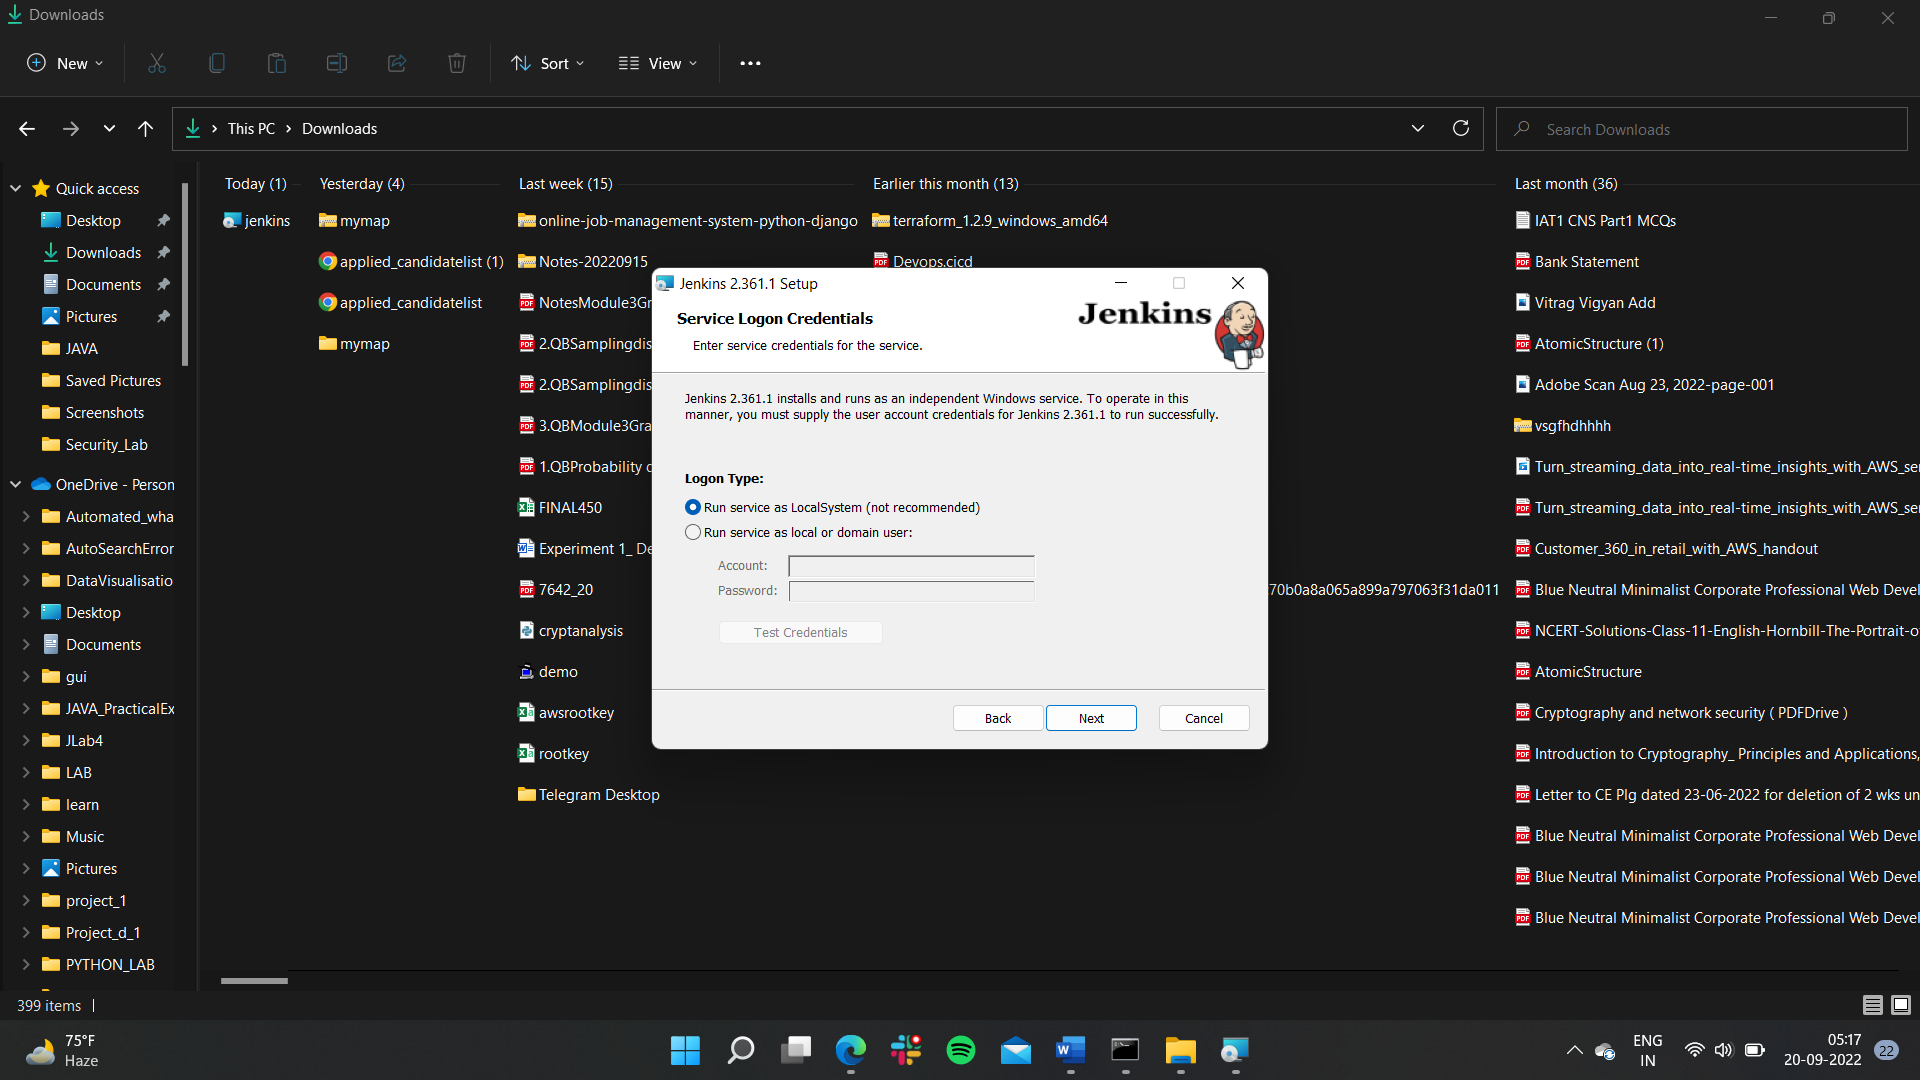 Downloads
New
Sort
View
This PC
Downloads
Search Downloads
Quick access
Desktop
Downloads
Documents
Pictures
JAVA
Saved Pictures
Screenshots
Security_Lab
OneDrive - Person
Automated_wha
AutoSearchError
DataVisualisatio
Desktop
Documents
gui
JAVA_PracticalEx
JLab4
LAB
learn
Music
Pictures
project_1
Project_d_1
PYTHON_LAB
Today (1)
jenkins
Yesterday (4)
mymap
applied_candidatelist (1)
applied_candidatelist
mymap
Last week (15)
online-job-management-system-python-django
Notes-20220915
NotesModule3Gr
2.QBSamplingdis
2.QBSamplingdis
3.QBModule3Gra
1.QBProbability
FINAL450
Experiment 1_ De
7642_20
cryptanalysis
demo
awsrootkey
rootkey
Telegram Desktop
Earlier this month (13)
terraform_1.2.9_windows_amd64
Devops.cicd
70b0a8a065a899a797063f31da011
Last month (36)
IAT1 CNS Part1 MCQs
Bank Statement
Vitrag Vigyan Add
AtomicStructure (1)
Adobe Scan Aug 23, 2022-page-001
vsgfhdhhhh
Turn_streaming_data_into_real-time_insights_with_AWS_se
Turn_streaming_data_into_real-time_insights_with_AWS_se
Customer_360_in_retail_with_AWS_handout
Blue Neutral Minimalist Corporate Professional Web Devel
NCERT-Solutions-Class-11-English-Hornbill-The-Portrait-o
AtomicStructure
Cryptography and network security ( PDFDrive )
Introduction to Cryptography_ Principles and Applications,
Letter to CE Plg dated 23-06-2022 for deletion of 2 wks un
Blue Neutral Minimalist Corporate Professional Web Devel
Blue Neutral Minimalist Corporate Professional Web Devel
Blue Neutral Minimalist Corporate Professional Web Devel
Jenkins 2.361.1 Setup
Service Logon Credentials
Enter service credentials for the service.
Jenkins
Jenkins 2.361.1 installs and runs as an independent Windows service. To operate in this
manner, you must supply the user account credentials for Jenkins 2.361.1 to run successfully.
Logon Type:
Run service as LocalSystem (not recommended)
Run service as local or domain user:
Account:
Password:
Test Credentials
Back
Next
Cancel
399 items
75°F
Haze
ENG
IN
05:17
20-09-2022
22